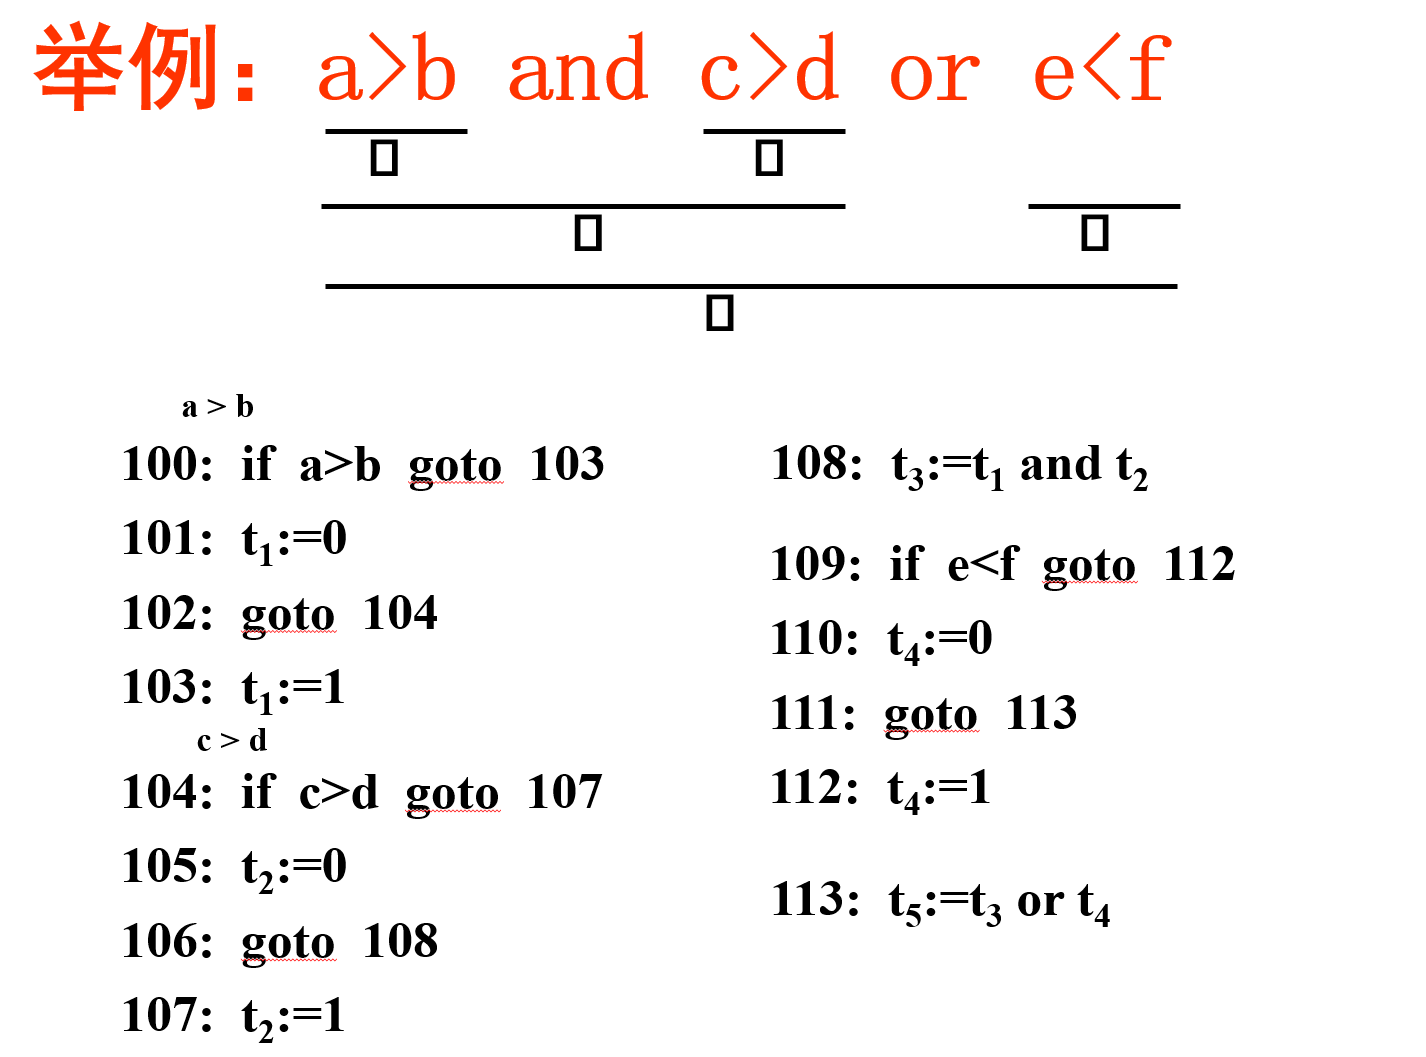 举例：a>b and c>d or e<f
a > b
100: if a>b goto 103
101: t₁:=0
102: goto 104
103: t₁:=1
c > d
104: if c>d goto 107
105: t₂:=0
106: goto 108
107: t₂:=1
108: t₃:=t₁ and t₂
109: if e<f goto 112
110: t₄:=0
111: goto 113
112: t₄:=1
113: t₅:=t₃ or t₄